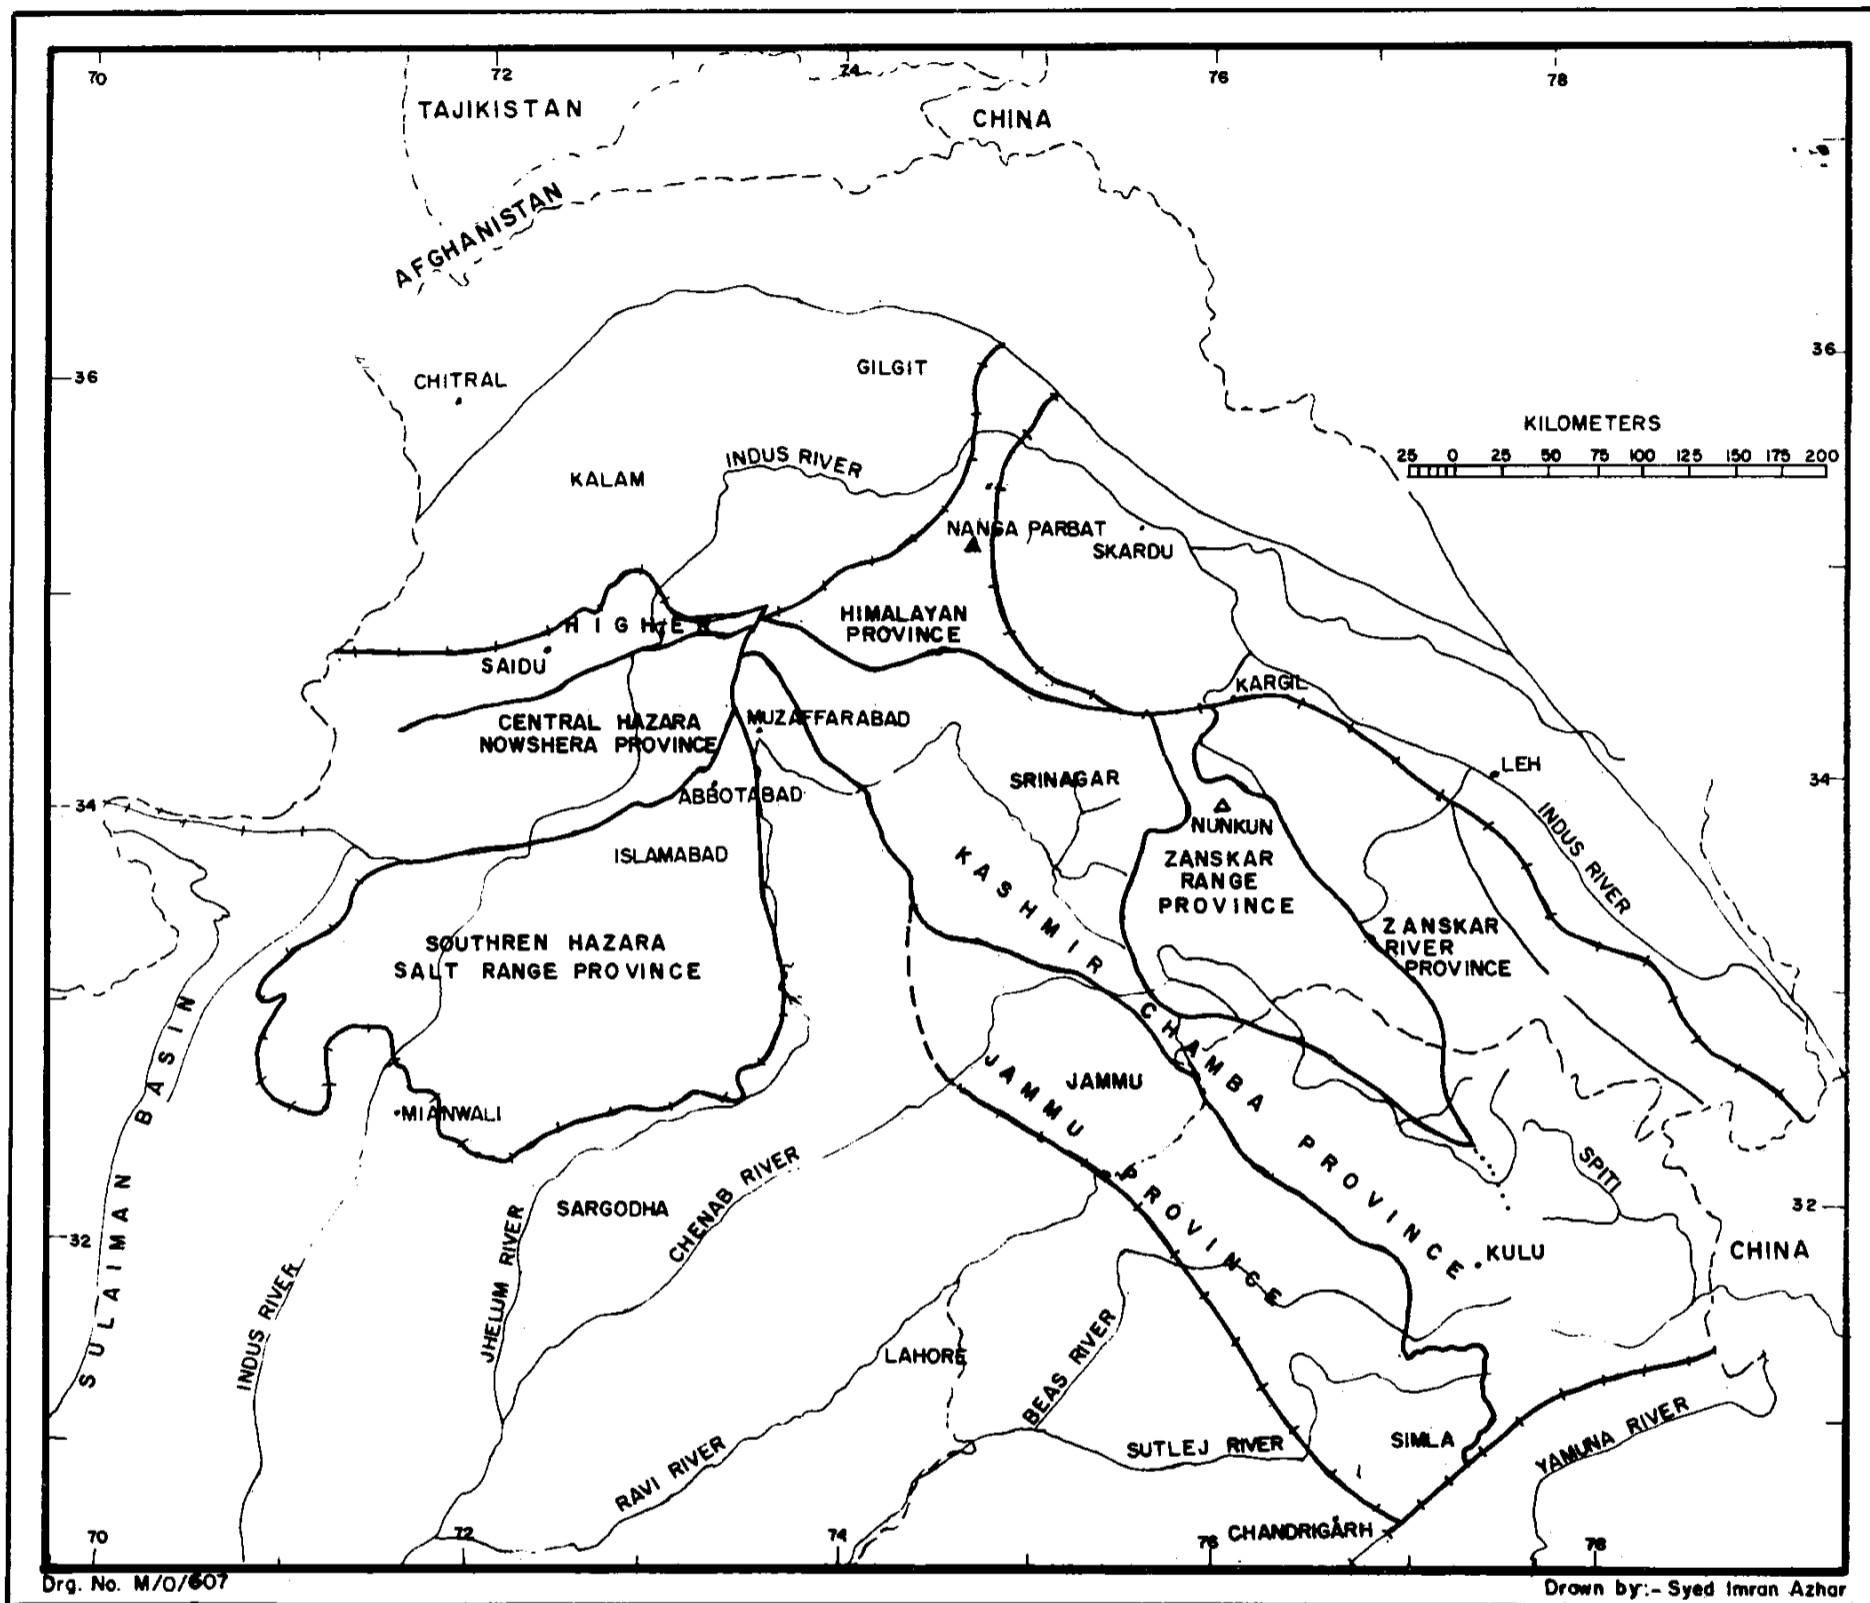 70
72
74
76
78
TAJIKISTAN
CHINA
AFGHANISTAN
36
36
CHITRAL
GILGIT
KILOMETERS
25 0 25 50 75 100 125 150 175 200
KALAM
INDUS RIVER
NANGA PARBAT
SKARDU
HIGHER
HIMALAYAN
PROVINCE
SAIDU
KARGIL
CENTRAL HAZARA
NOWSHERA PROVINCE
MUZAFFARABAD
SRINAGAR
LEH
34
34
ABBOTABAD
NUNKUN
INDUS RIVER
ISLAMABAD
ZANSKAR
RANGE
PROVINCE
KASHMIR CHAMBA PROVINCE
SOUTHREN HAZARA
SALT RANGE PROVINCE
ZANSKAR
RIVER
PROVINCE
SULAIMAN BASIN
JAMMU
JAMMU PROVINCE
MIANWALI
SPITI
SARGODHA
CHENAB RIVER
32
32
JHELUM RIVER
KULU
CHINA
INDUS RIVER
LAHORE
BEAS RIVER
RAVI RIVER
SUTLEJ RIVER
SIMLA
YAMUNA RIVER
CHANDRIGARH
70
72
74
76
78
Drg. No. M/O/607
Drawn by:- Syed Imran Azhar